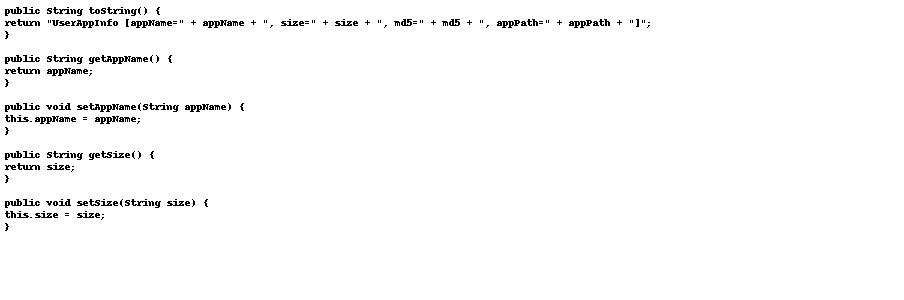 public String toString() {
return "UserAppInfo [appName=" + appName + ", size=" + size + ", md5=" + md5 + ", appPath=" + appPath + "]";
}
public String getAppName() {
return appName;
}
public void setAppName(String appName) {
this.appName = appName;
}
public String getSize() {
return size;
}
public void setSize(String size) {
this.size = size;
}